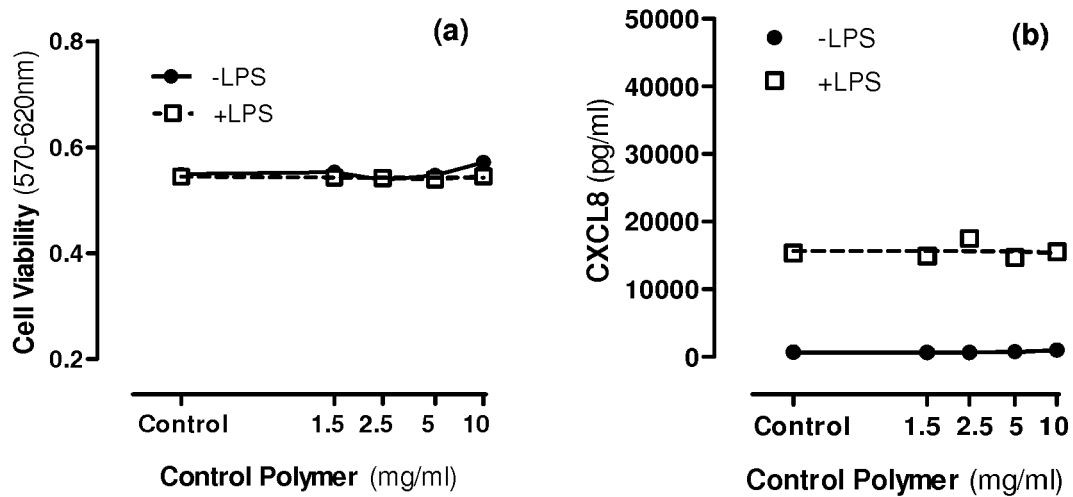 (a)
0.8
0.6
0.4
0.2
Cell Viability (570-620nm)
-LPS
+LPS
Control 1.5 2.5 5 10
Control Polymer (mg/ml)
(b)
50000
40000
30000
20000
10000
0
CXCL8 (pg/ml)
-LPS
+LPS
Control 1.5 2.5 5 10
Control Polymer (mg/ml)